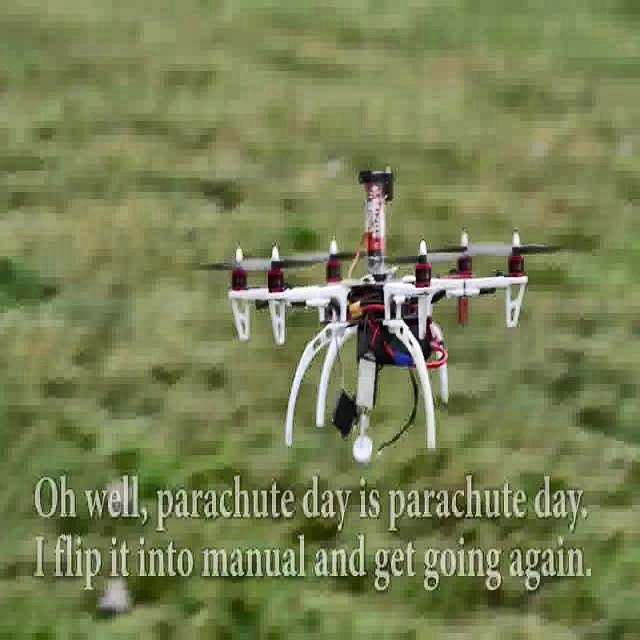 Oh well, parachute day is parachute day.
I flip it into manual and get going again.